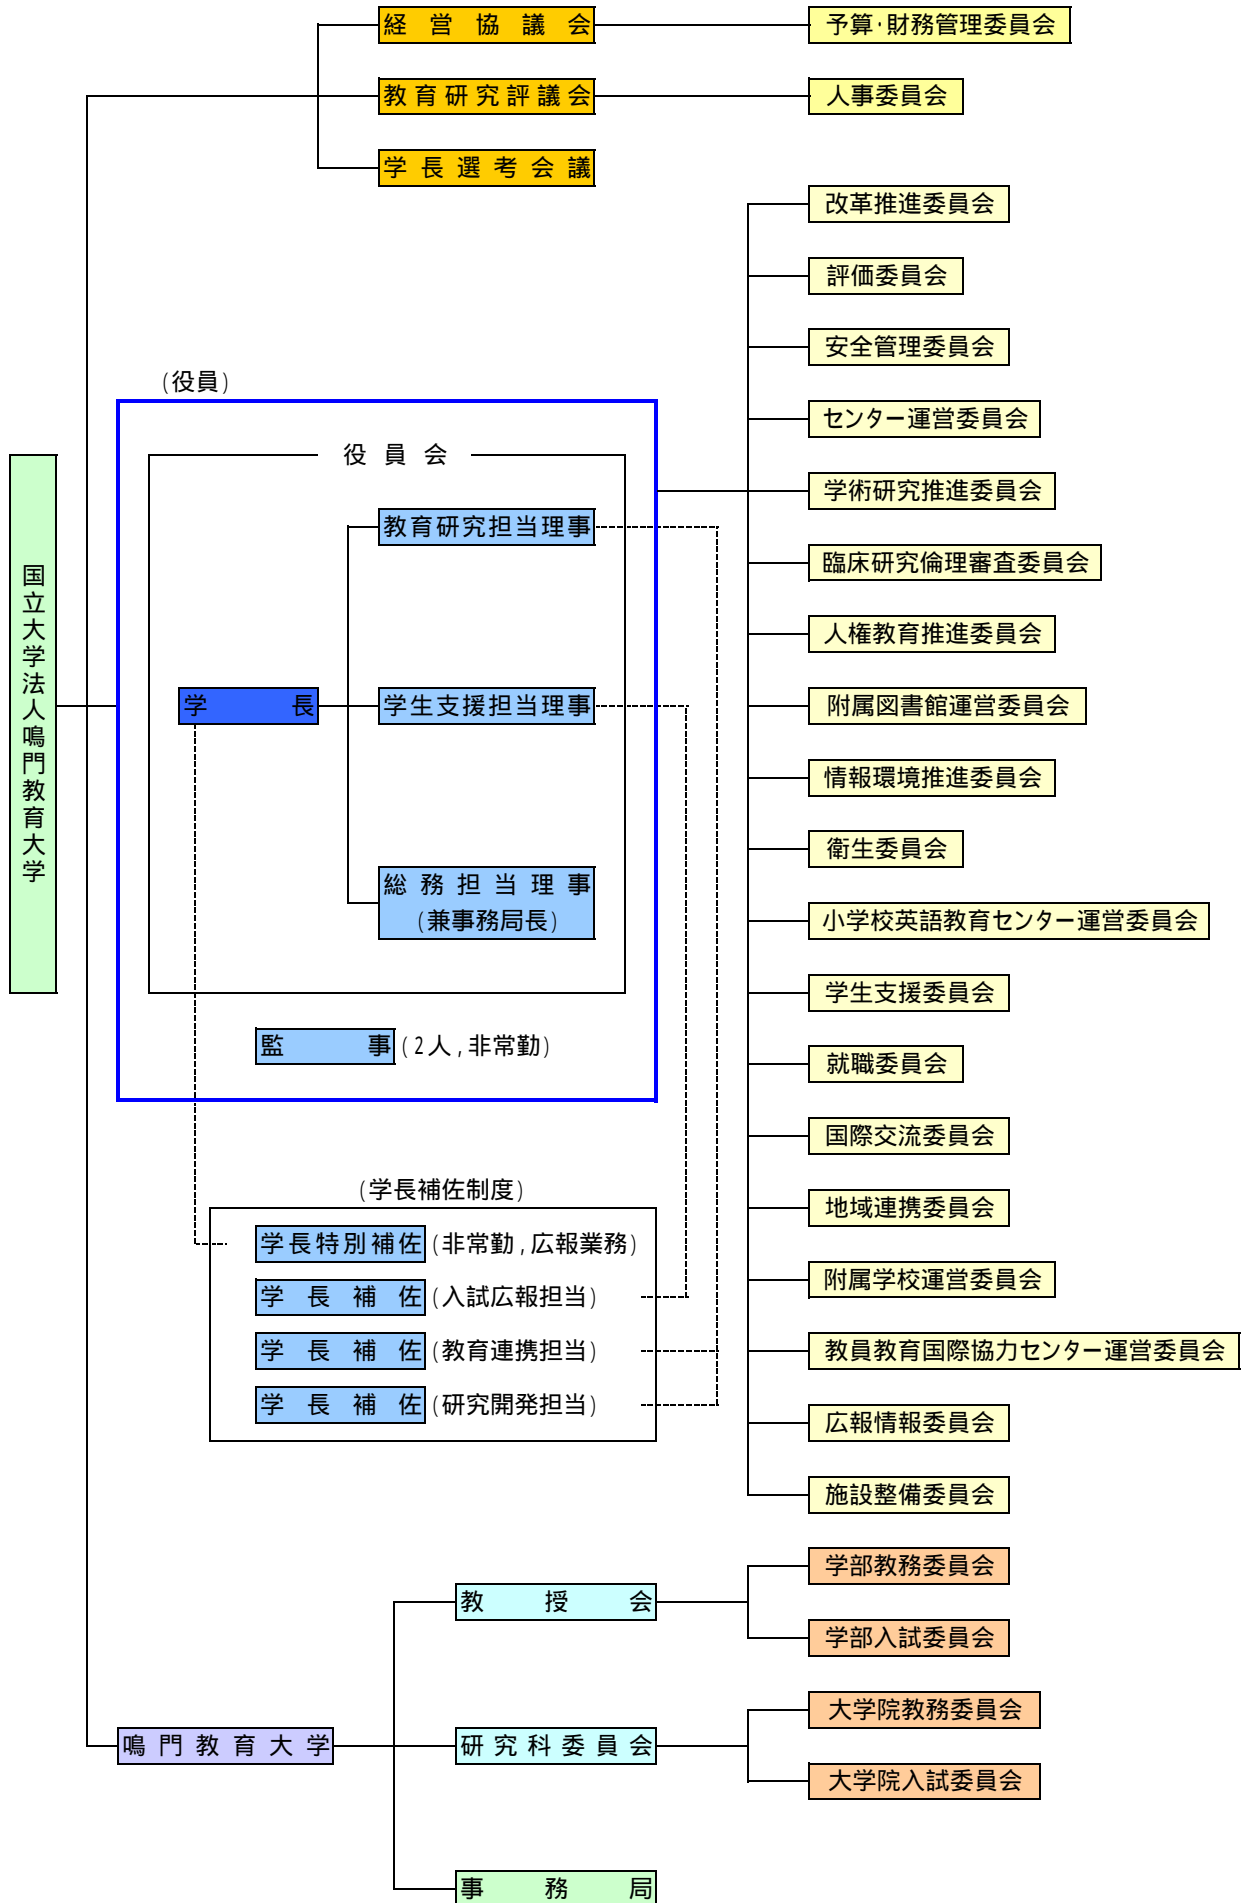 経営協議会
予算･財務管理委員会
教育研究評議会
人事委員会
学長選考会議
改革推進委員会
評価委員会
安全管理委員会
(役員)
センター運営委員会
役員会
学術研究推進委員会
教育研究担当理事
臨床研究倫理審査委員会
国立大学法人鳴門教育大学
人権教育推進委員会
学長
学生支援担当理事
附属図書館運営委員会
情報環境推進委員会
衛生委員会
総務担当理事
(兼事務局長)
小学校英語教育センター運営委員会
学生支援委員会
監事(2人,非常勤)
就職委員会
国際交流委員会
(学長補佐制度)
地域連携委員会
学長特別補佐(非常勤,広報業務)
附属学校運営委員会
学長補佐(入試広報担当)
学長補佐(教育連携担当)
教員教育国際協力センター運営委員会
学長補佐(研究開発担当)
広報情報委員会
施設整備委員会
学部教務委員会
教授会
学部入試委員会
大学院教務委員会
鳴門教育大学
研究科委員会
大学院入試委員会
事務局